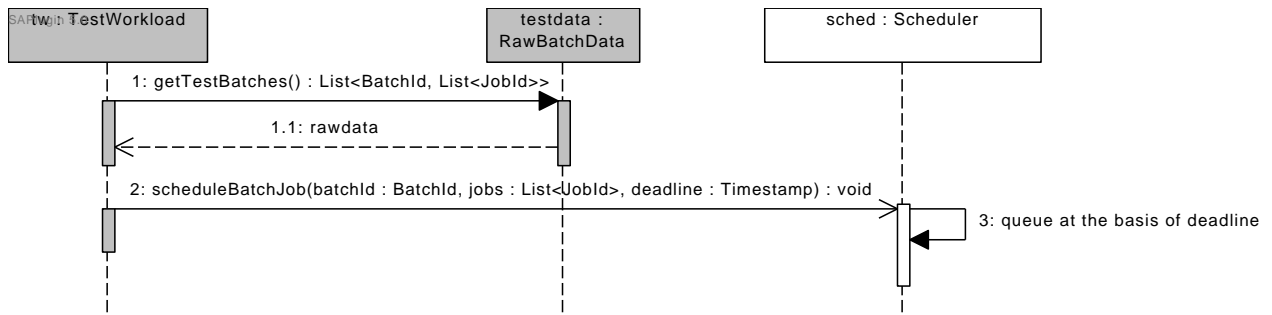 tw : TestWorkload
testdata :
RawBatchData
sched : Scheduler
1: getTestBatches() : List<BatchId, List<JobId>>
1.1: rawdata
2: scheduleBatchJob(batchId : BatchId, jobs : List<JobId>, deadline : Timestamp) : void
3: queue at the basis of deadline